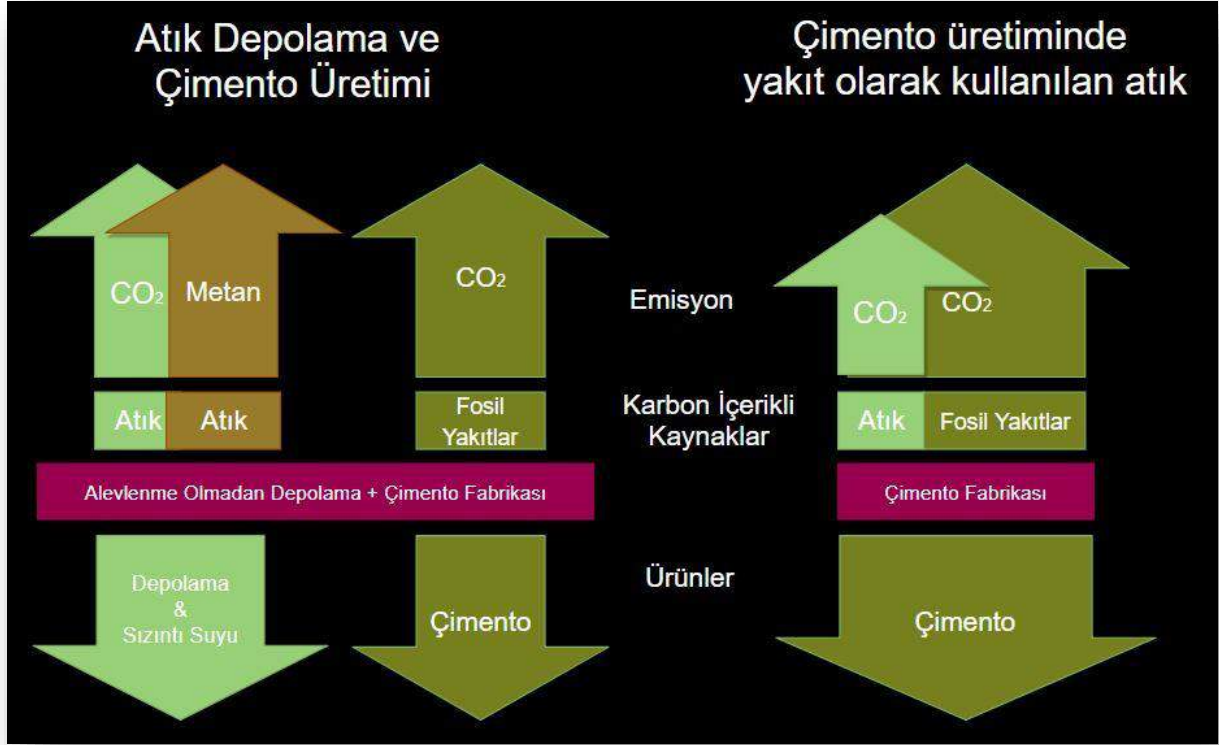 Atık Depolama ve
Çimento Üretimi
Çimento üretiminde
yakıt olarak kullanılan atık
CO₂
Metan
CO₂
Emisyon
CO₂
CO₂
Atık
Atık
Fosil
Yakıtlar
Karbon İçerikli
Kaynaklar
Atık
Fosil Yakıtlar
Alevlenme Olmadan Depolama + Çimento Fabrikası
Çimento Fabrikası
Depolama
&
Sızıntı Suyu
Çimento
Ürünler
Çimento